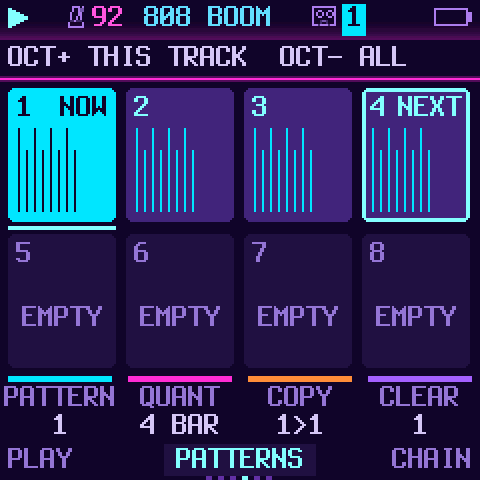 92 808 BOOM 1
OCT+ THIS TRACK OCT- ALL
1 NOW 2 3 4 NEXT
5 6 7 8
EMPTY EMPTY EMPTY EMPTY
PATTERN QUANT COPY CLEAR
1 4 BAR 1>1 1
PLAY PATTERNS CHAIN